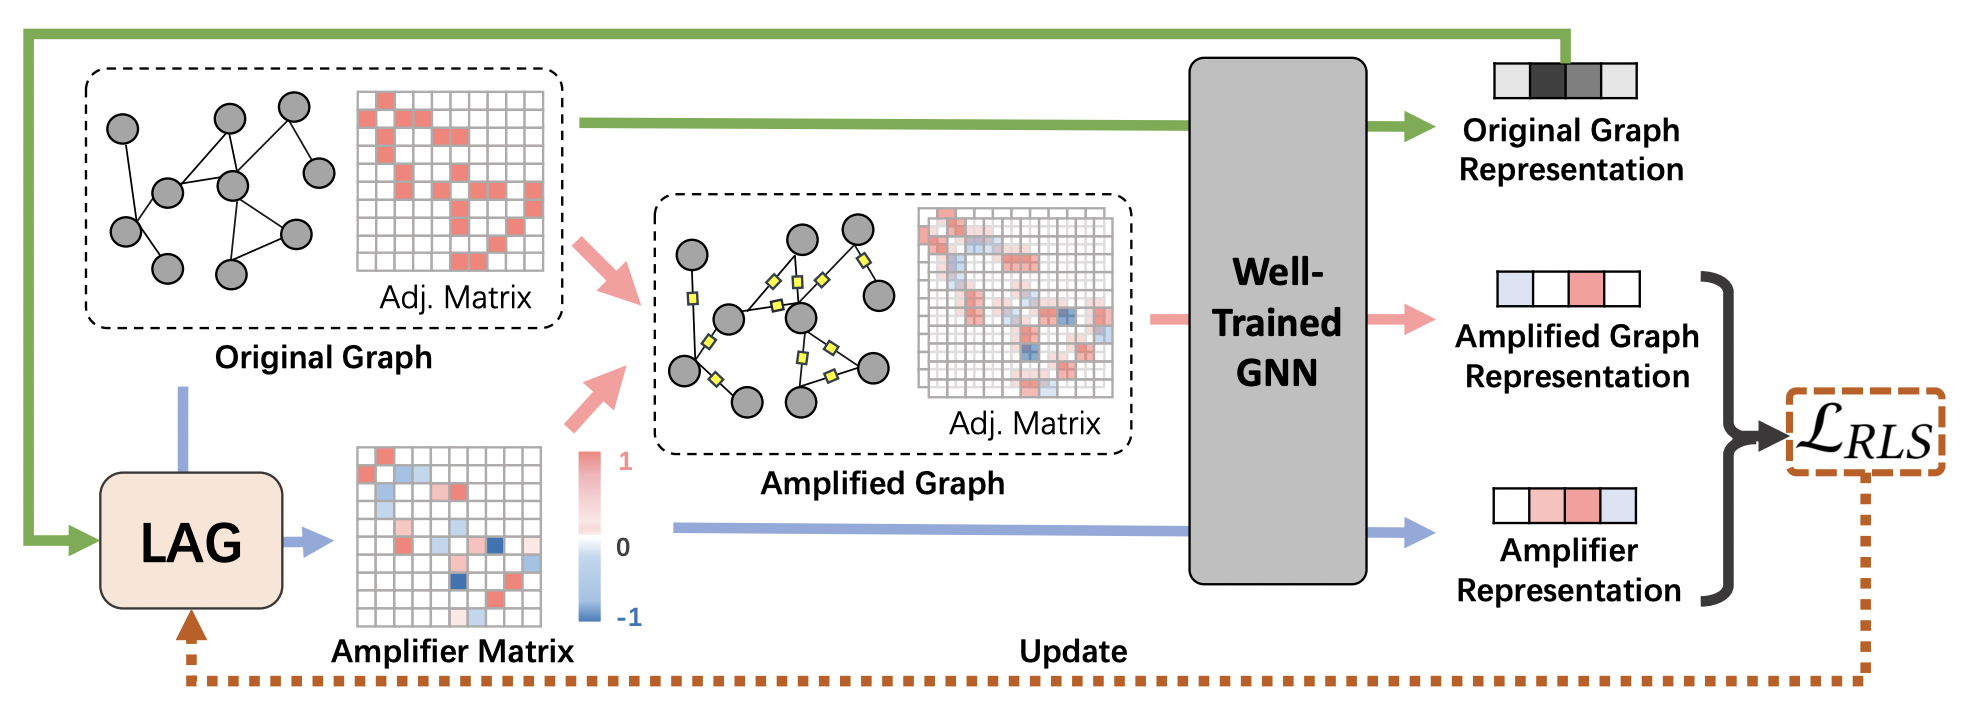 Adj. Matrix
Original Graph
Original Graph
Representation
Adj. Matrix
Amplified Graph
Well-
Trained
GNN
Amplified Graph
Representation
LAG
1
0
-1
Amplifier Matrix
Amplifier
Representation
ℒ_RLS
Update